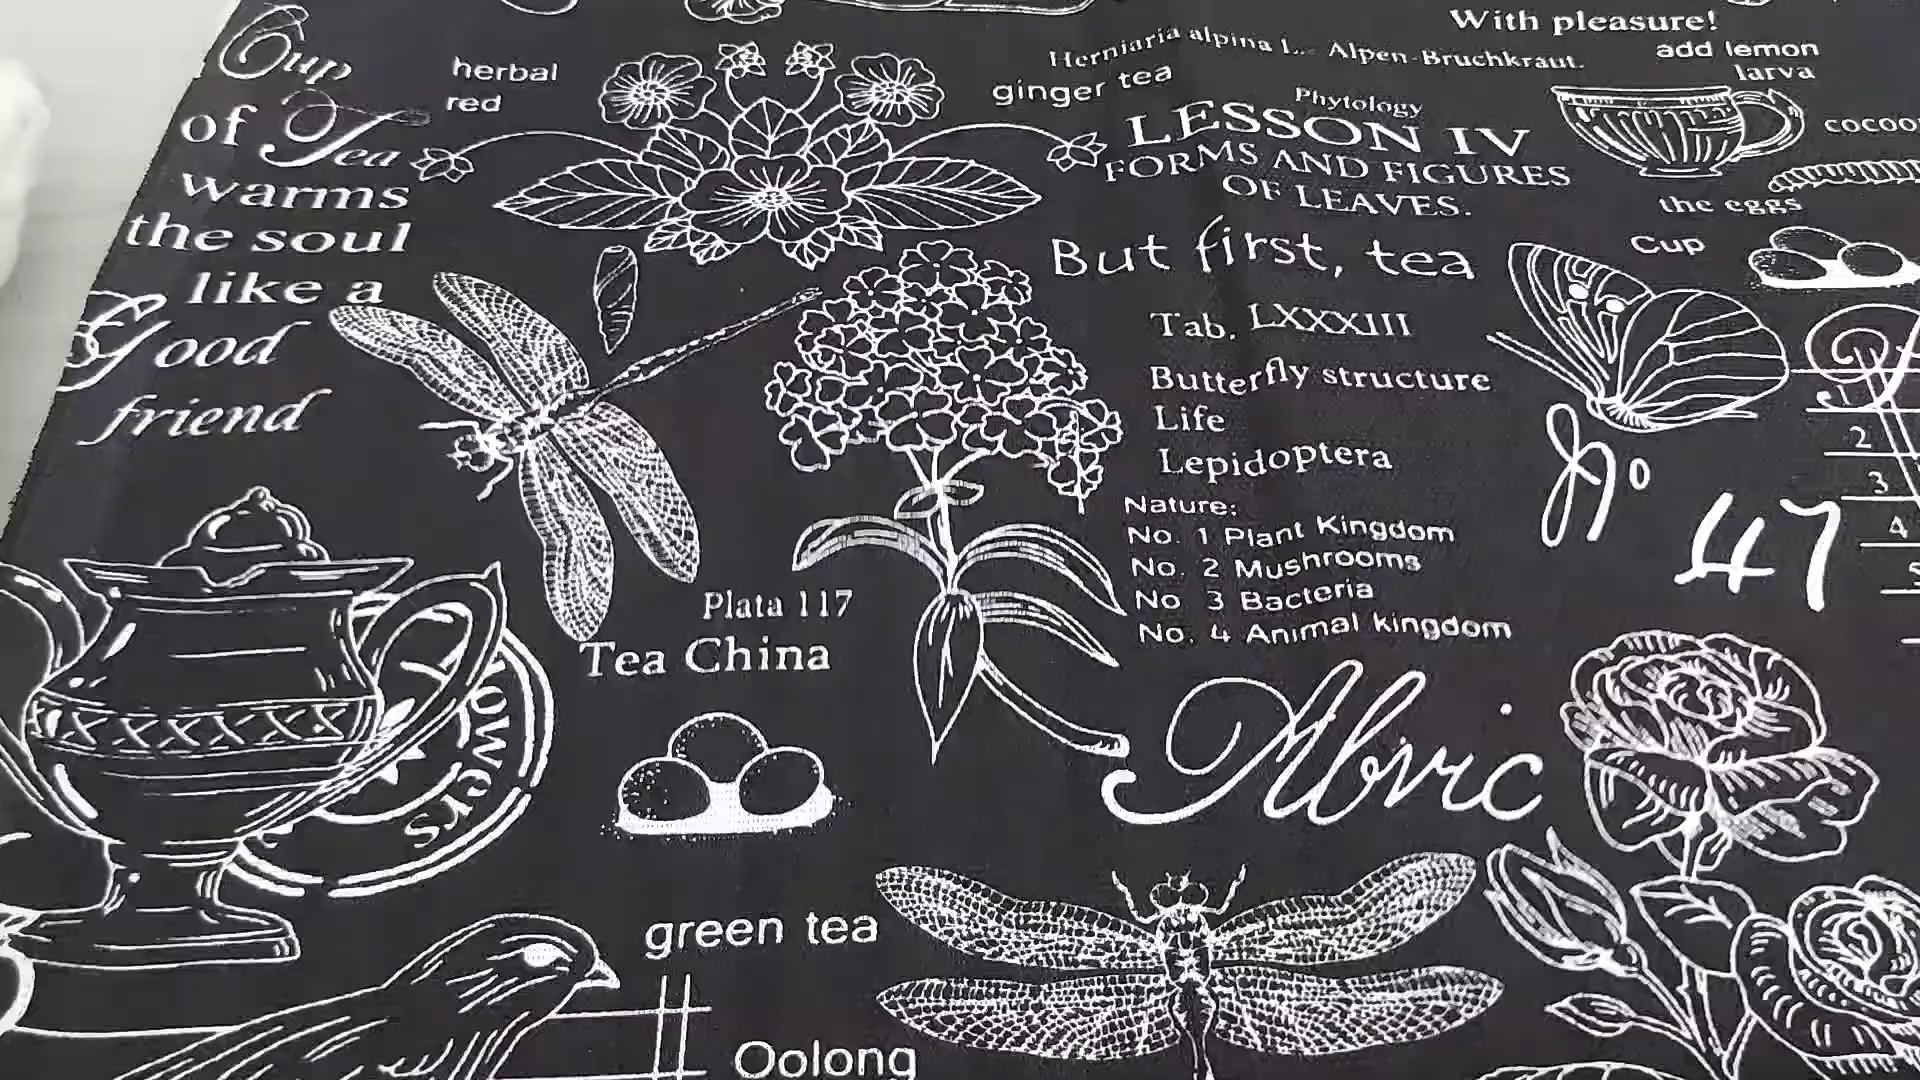 Cup
of Tea
warms
the soul
like a
Good
friend
herbal
red
With pleasure!
Herniaria alpina L. - Alpen-Bruchkraut.
add lemon
larva
ginger tea
Phytology
LESSON IV
FORMS AND FIGURES
OF LEAVES.
the eggs
Cup
But first, tea
Tab. LXXXIII
Butterfly structure
Life
Lepidoptera
Nature:
No. 1 Plant Kingdom
No. 2 Mushrooms
No 3 Bacteria
No. 4 Animal kingdom
No
47
1
2
3
4
5
Plata 117
Tea China
green tea
Oolong